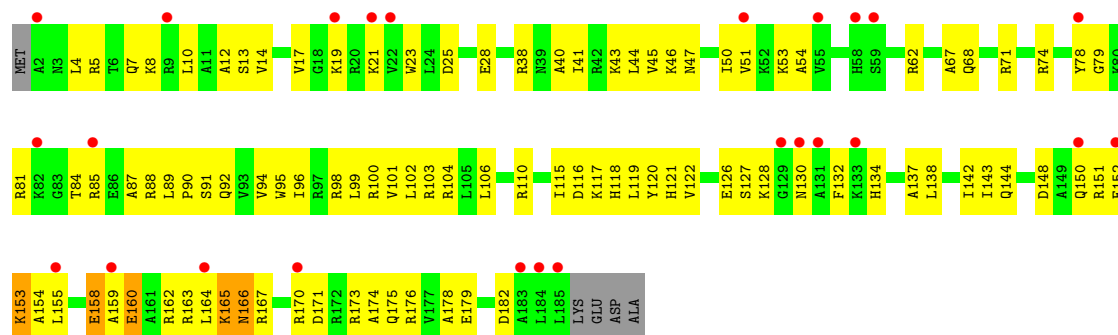 MET A2 N3 L4 R5 T6 Q7 K8 R9 L10 A11 A12 S13 V14 V17 G18 K19 R20 K21 V22 W23 L24 D25 E28 R38 N39 A40 I41 R42 K43 L44 V45 K46 N47 I50 V51 K52 K53 A54 V55 H58 S59 R62 A67 Q68 R71 R74 Y78 G79 K80
R81 K82 G83 T84 R85 E86 A87 R88 L89 P90 S91 Q92 V93 V94 W95 I96 R97 R98 L99 R100 V101 L102 R103 R104 L105 L106 R110 I115 D116 K117 H118 L119 Y120 H121 V122 E126 S127 K128 G129 N130 A131 F132 K133 H134 A137 L138 I142 I143 Q144 D148 A149 Q150 R151 E152
K153 A154 L155 E158 A159 E160 A161 R162 R163 L164 K165 N166 R167 R170 D171 R172 R173 A174 Q175 R176 V177 A178 E179 D182 A183 L184 L185 LYS GLU ASP ALA